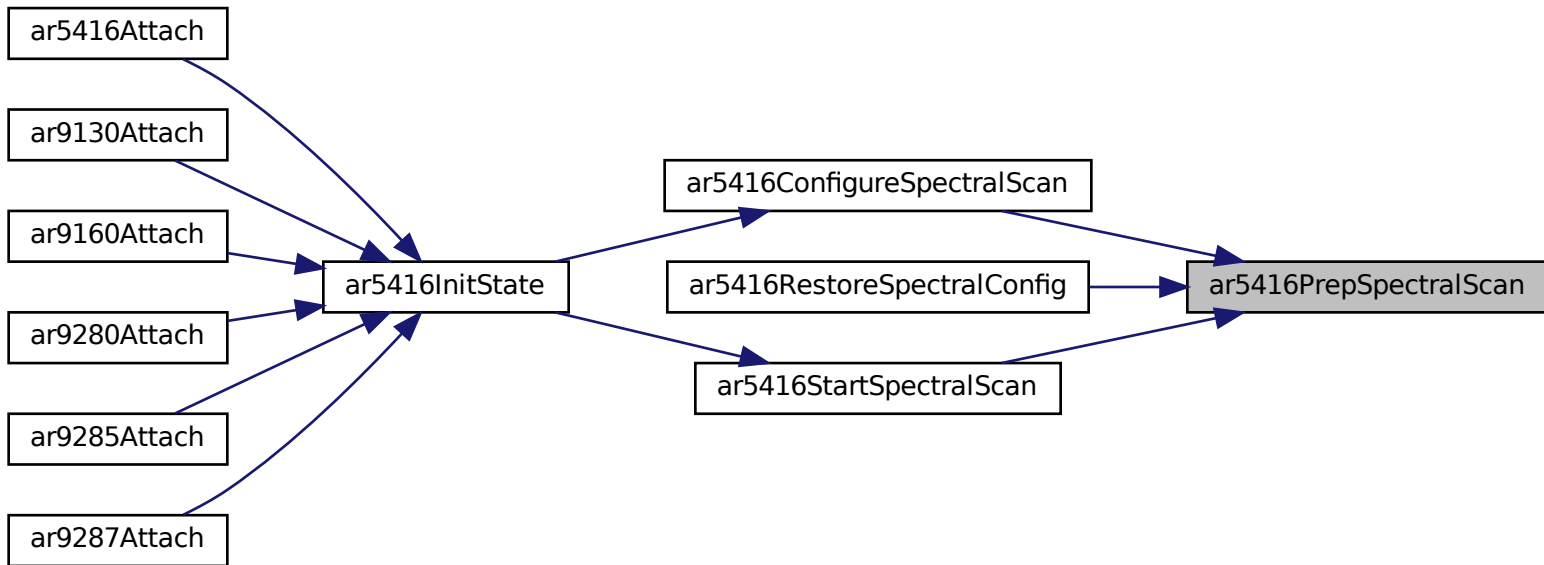 ar5416Attach
ar9130Attach
ar9160Attach
ar9280Attach
ar9285Attach
ar9287Attach
ar5416InitState
ar5416ConfigureSpectralScan
ar5416RestoreSpectralConfig
ar5416StartSpectralScan
ar5416PrepSpectralScan